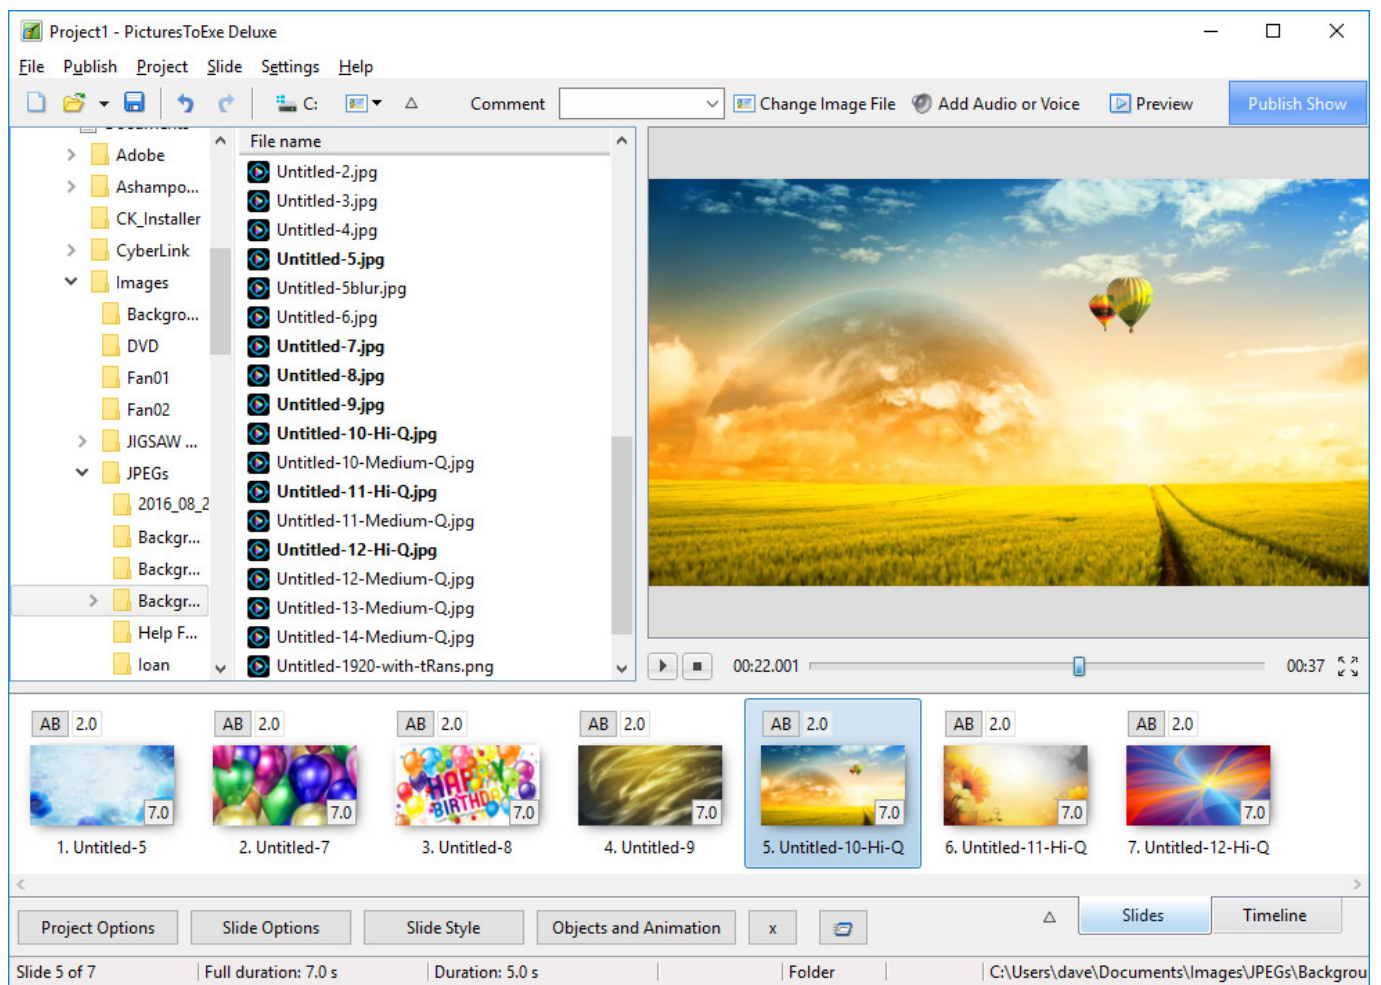 Project1 - PicturesToExe Deluxe
File Publish Project Slide Settings Help
C: Comment Change Image File Add Audio or Voice Preview Publish Show
Documents
Adobe
Ashampo...
CK_Installer
CyberLink
Images
Backgro...
DVD
Fan01
Fan02
JIGSAW ...
JPEGs
2016_08_2
Backgr...
Backgr...
Backgr...
Help F...
loan
File name
Untitled-2.jpg
Untitled-3.jpg
Untitled-4.jpg
Untitled-5.jpg
Untitled-5blur.jpg
Untitled-6.jpg
Untitled-7.jpg
Untitled-8.jpg
Untitled-9.jpg
Untitled-10-Hi-Q.jpg
Untitled-10-Medium-Q.jpg
Untitled-11-Hi-Q.jpg
Untitled-11-Medium-Q.jpg
Untitled-12-Hi-Q.jpg
Untitled-12-Medium-Q.jpg
Untitled-13-Medium-Q.jpg
Untitled-14-Medium-Q.jpg
Untitled-1920-with-tRans.png
00:22.001 00:37
AB 2.0 AB 2.0 AB 2.0 AB 2.0 AB 2.0 AB 2.0 AB 2.0
HAPPY
BIRTHDAY
7.0 7.0 7.0 7.0 7.0 7.0 7.0
1. Untitled-5 2. Untitled-7 3. Untitled-8 4. Untitled-9 5. Untitled-10-Hi-Q 6. Untitled-11-Hi-Q 7. Untitled-12-Hi-Q
Project Options Slide Options Slide Style Objects and Animation x Slides Timeline
Slide 5 of 7 Full duration: 7.0 s Duration: 5.0 s Folder C:\Users\dave\Documents\Images\JPEGs\Backgrou